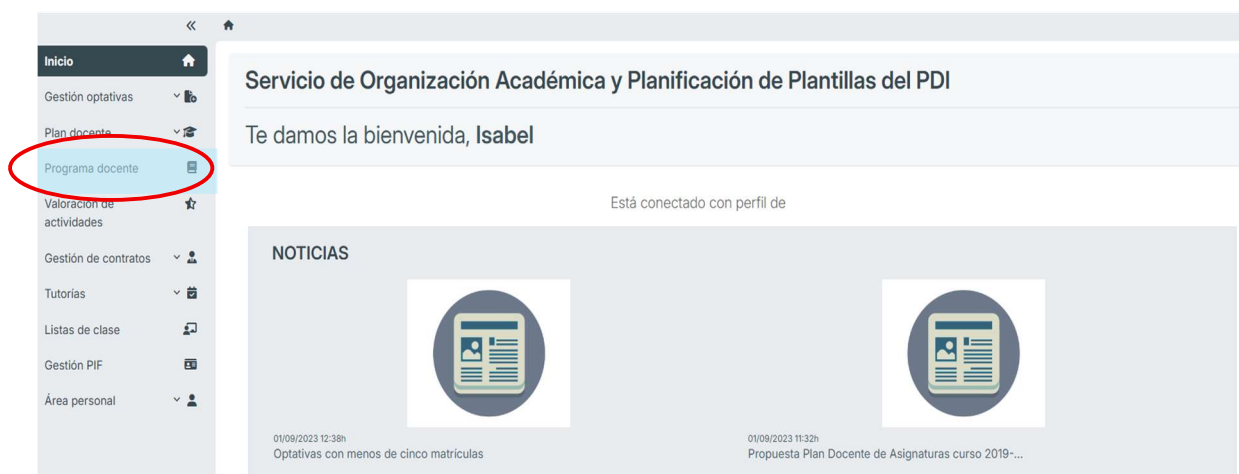 Inicio
Gestión optativas
Plan docente
Programa docente
Valoración de
actividades
Gestión de contratos
Tutorías
Listas de clase
Gestión PIF
Área personal
Servicio de Organización Académica y Planificación de Plantillas del PDI
Te damos la bienvenida, Isabel
Está conectado con perfil de
NOTICIAS
01/09/2023 12:38h
Optativas con menos de cinco matriculas
01/09/2023 11:32h
Propuesta Plan Docente de Asignaturas curso 2019-...